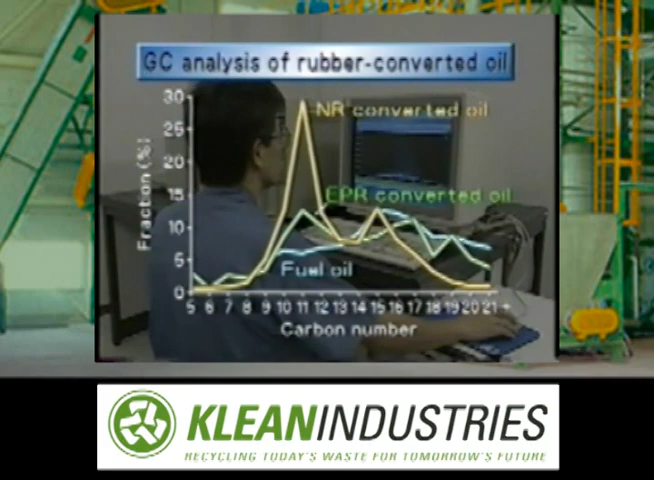 GC analysis of rubber-converted oil
30
NR converted oil
25
20
Fraction (%)
15
EPR converted oil
10
5
Fuel oil
0
5 6 7 8 9 10 11 12 13 14 15 16 17 18 19 20 21 +
Carbon number
KLEANINDUSTRIES
RECYCLING TODAY'S WASTE FOR TOMORROW'S FUTURE